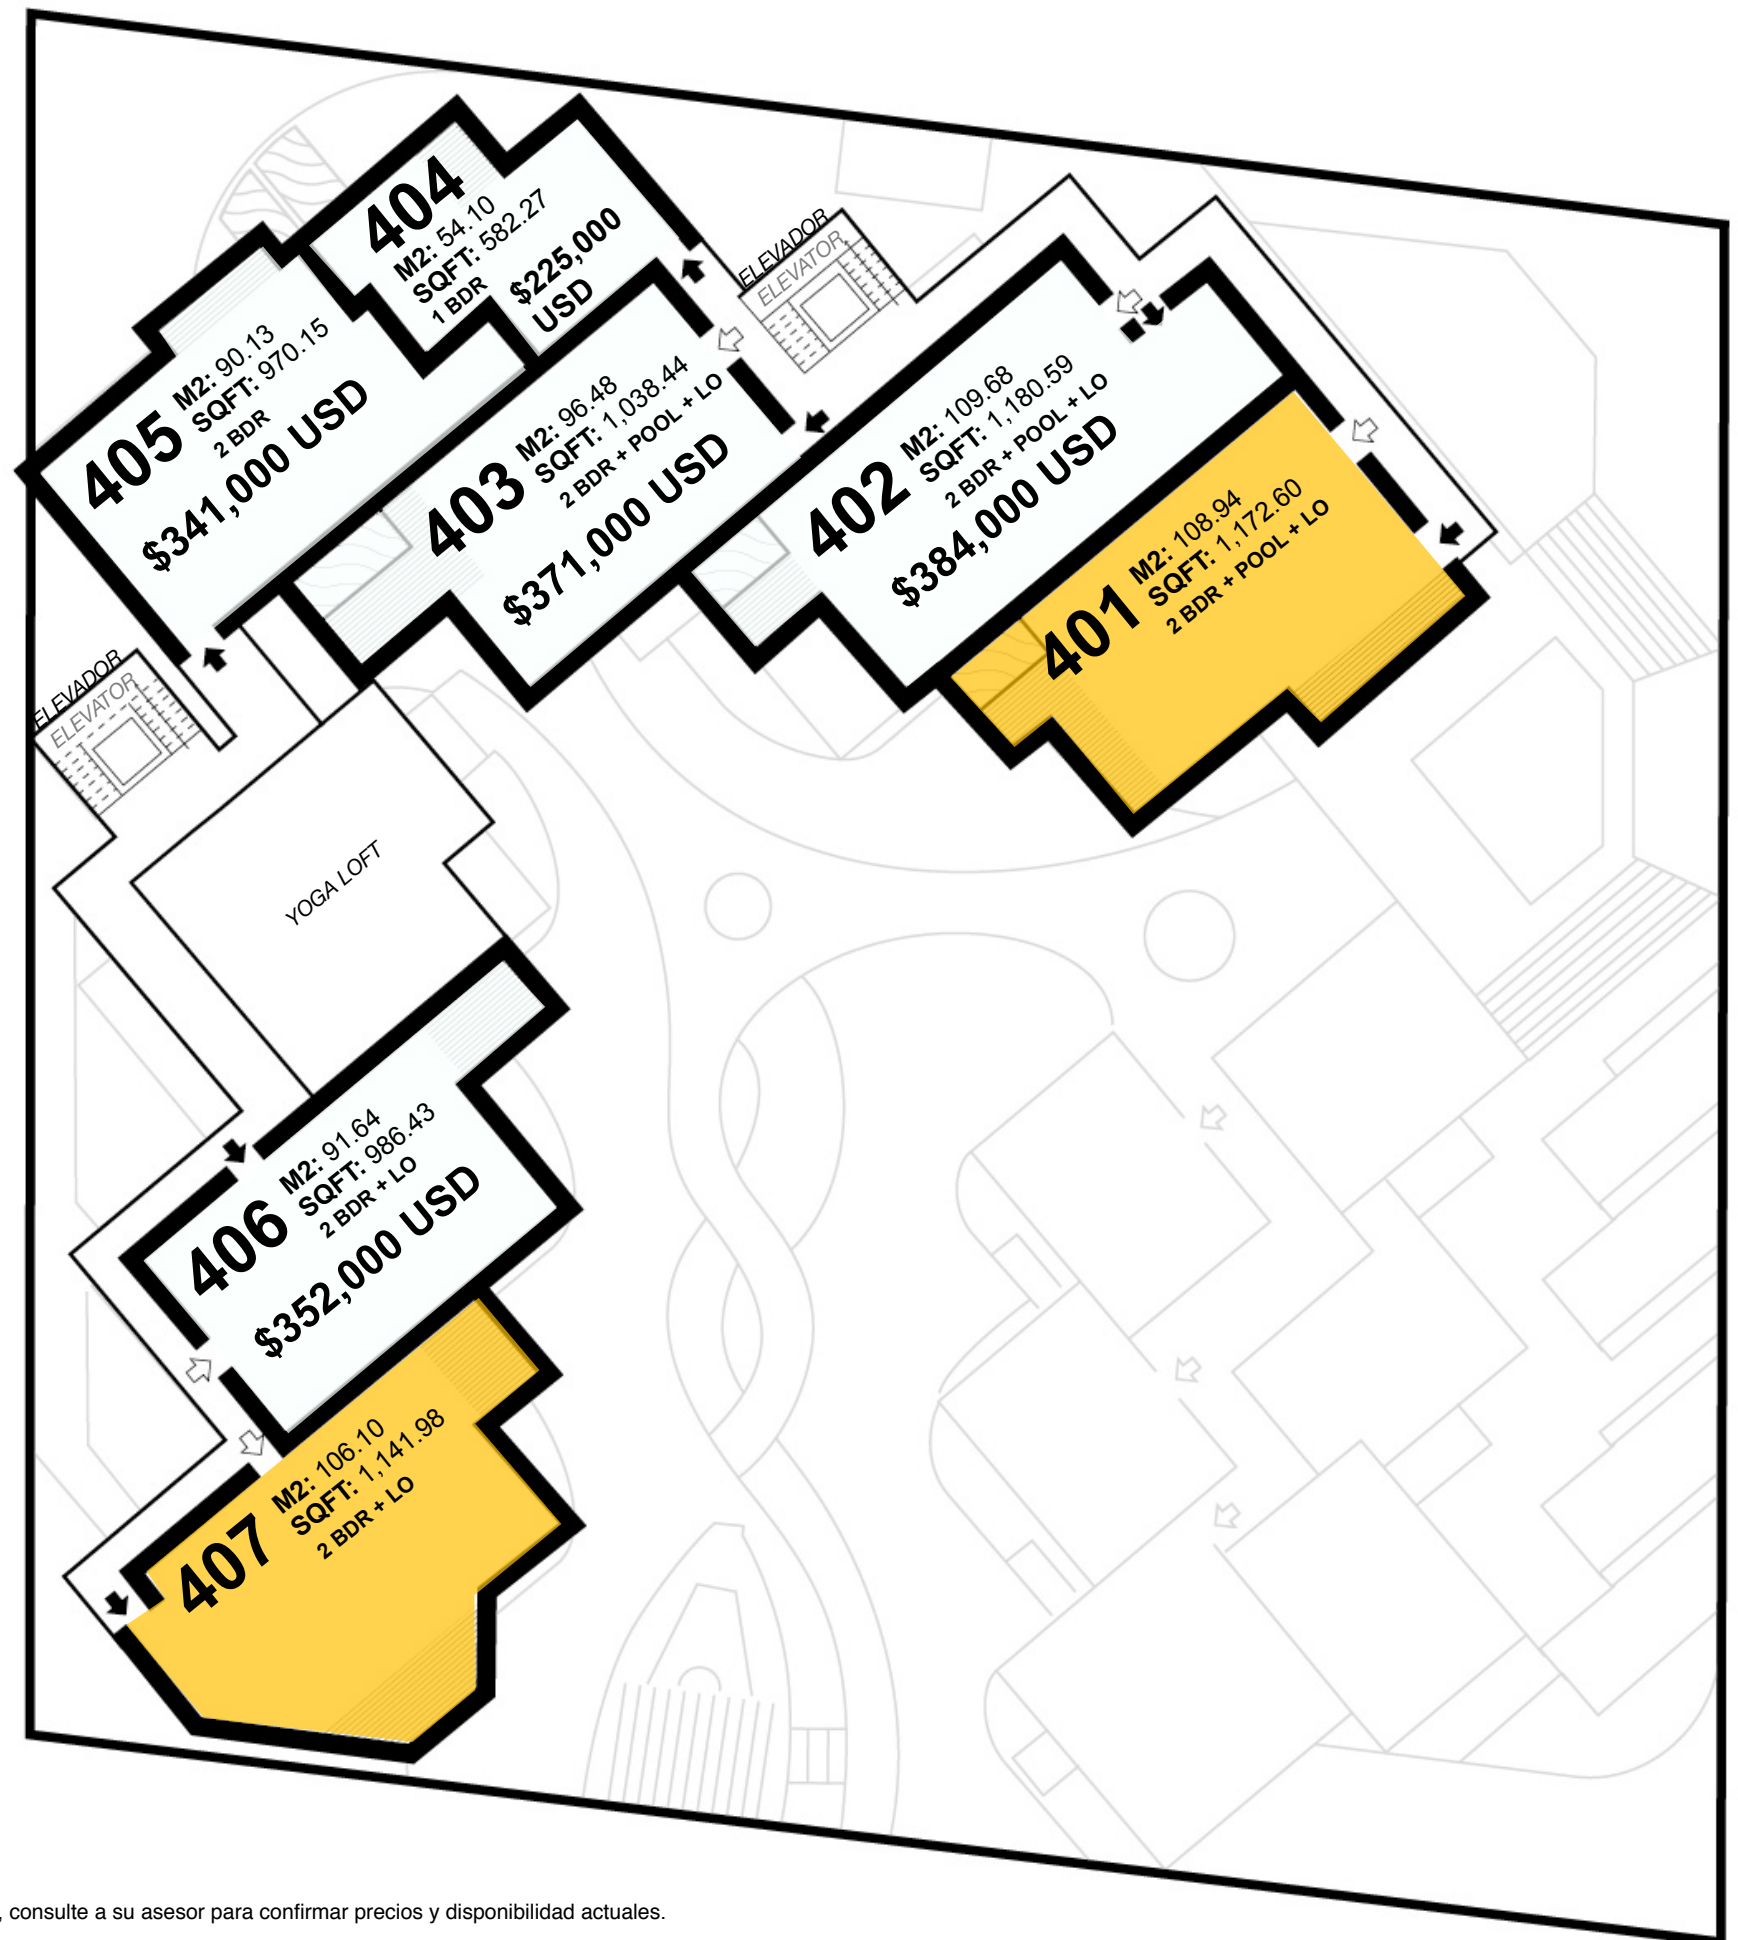 404
M2: 54.10
SQFT: 582.27
1 BDR
$225,000
USD
ELEVADOR
ELEVATOR
405
M2: 90.13
SQFT: 970.15
2 BDR
$341,000 USD
403
M2: 96.48
SQFT: 1,038.44
2 BDR + POOL + LO
$371,000 USD
402
M2: 109.68
SQFT: 1,180.59
2 BDR + POOL + LO
$384,000 USD
401
M2: 108.94
SQFT: 1,172.60
2 BDR + POOL + LO
ELEVADOR
ELEVATOR
YOGA LOFT
406
M2: 91.64
SQFT: 986.43
2 BDR + LO
$352,000 USD
407
M2: 106.10
SQFT: 1,141.98
2 BDR + LO
, consulte a su asesor para confirmar precios y disponibilidad actuales.